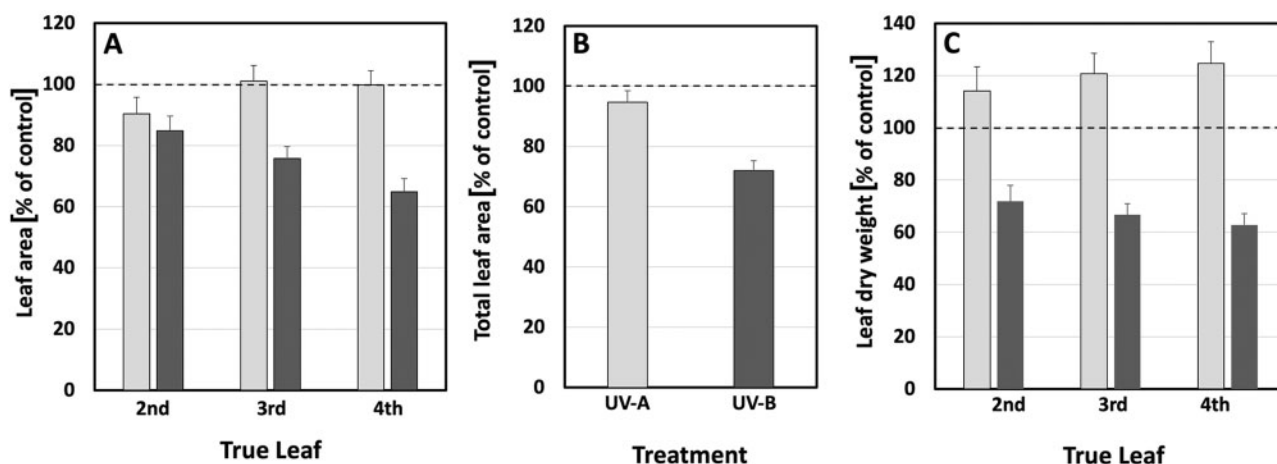 A
Leaf area [% of control]
120
100
80
60
40
20
0
2nd 3rd 4th
True Leaf
B
Total leaf area [% of control]
120
100
80
60
40
20
0
UV-A UV-B
Treatment
C
Leaf dry weight [% of control]
140
120
100
80
60
40
20
0
2nd 3rd 4th
True Leaf